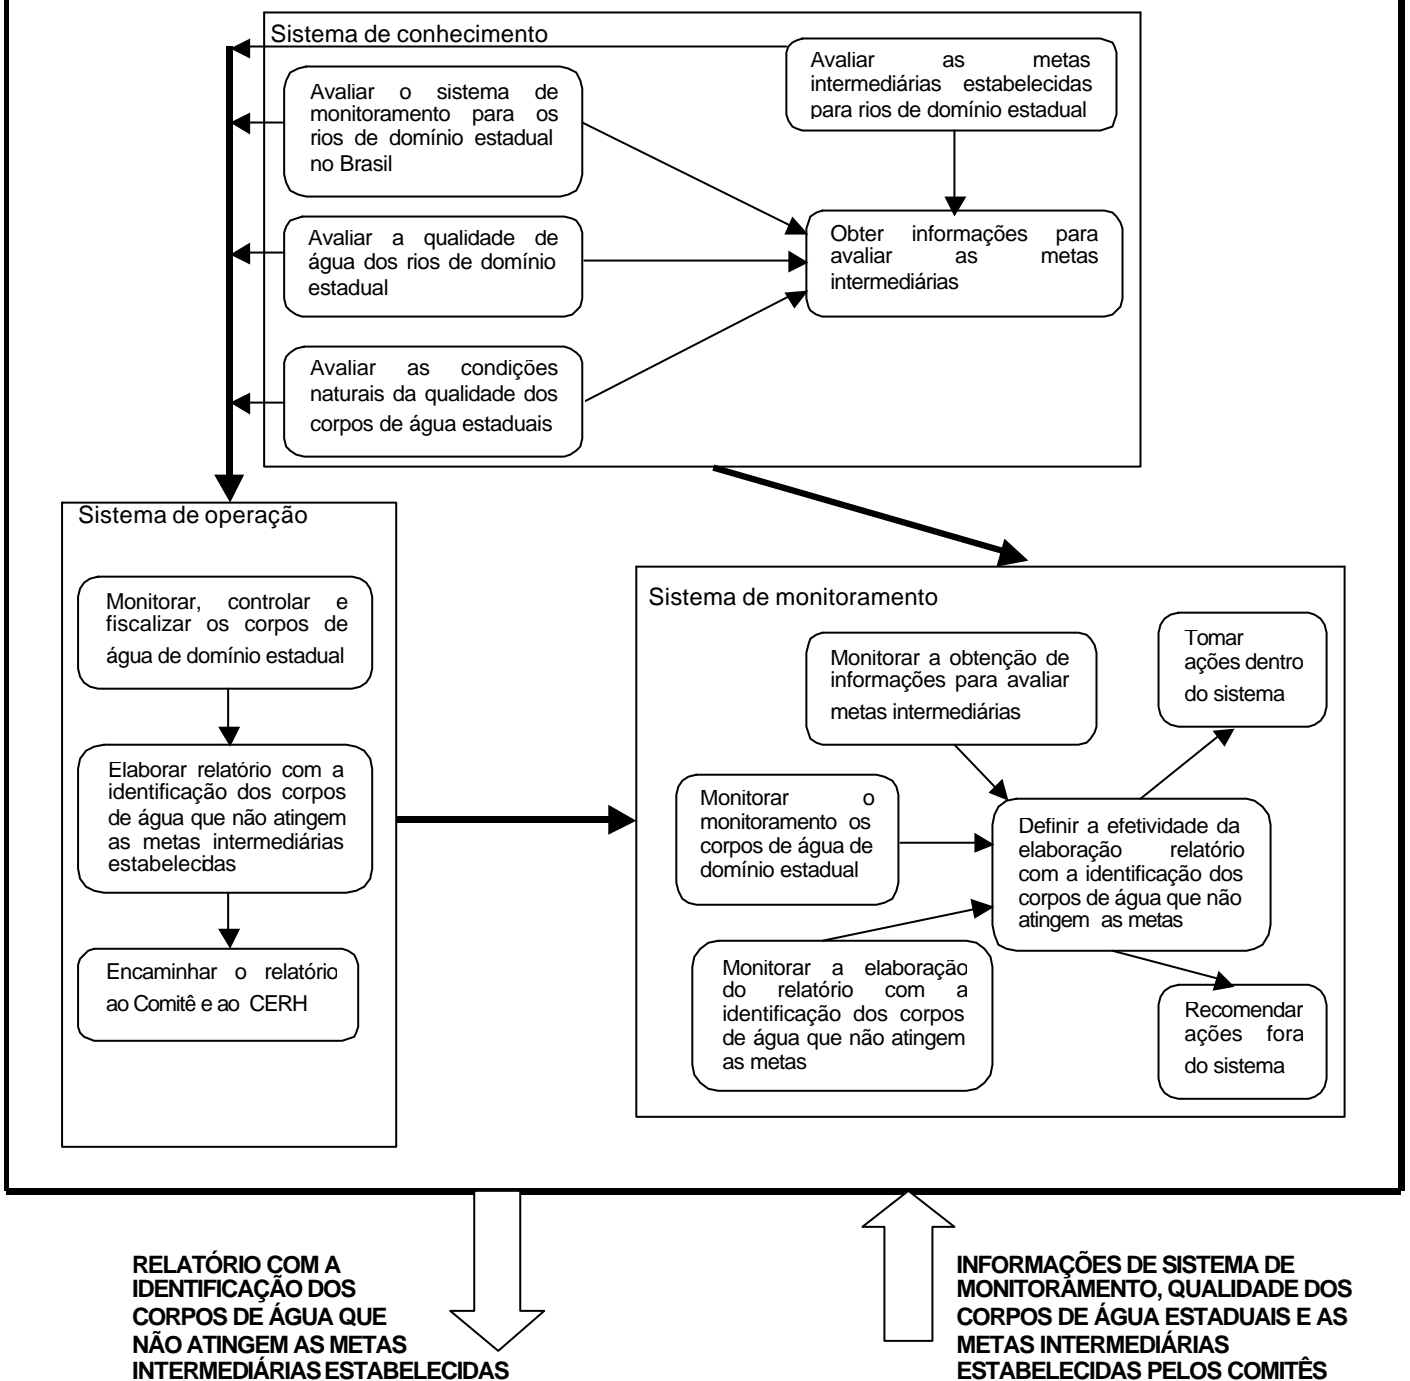 Sistema de conhecimento
Avaliar as metas
intermediárias estabelecidas
para rios de domínio estadual
Avaliar o sistema de
monitoramento para os
rios de domínio estadual
no Brasil
Avaliar a qualidade de
água dos rios de domínio
estadual
Obter informações para
avaliar as metas
intermediárias
Avaliar as condições
naturais da qualidade dos
corpos de água estaduais
Sistema de operação
Monitorar, controlar e
fiscalizar os corpos de
água de domínio estadual
Elaborar relatório com a
identificação dos corpos
de água que não atingem
as metas intermediárias
estabelecidas
Encaminhar o relatório
ao Comitê e ao CERH
Sistema de monitoramento
Monitorar a obtenção de
informações para avaliar
metas intermediárias
Tomar
ações dentro
do sistema
Monitorar o
monitoramento os
corpos de água de
domínio estadual
Definir a efetividade da
elaboração relatório
com a identificação dos
corpos de água que não
atingem as metas
Monitorar a elaboração
do relatório com a
identificação dos corpos
de água que não atingem
as metas
Recomendar
ações fora
do sistema
RELATÓRIO COM A
IDENTIFICAÇÃO DOS
CORPOS DE ÁGUA QUE
NÃO ATINGEM AS METAS
INTERMEDIÁRIAS ESTABELECIDAS
INFORMAÇÕES DE SISTEMA DE
MONITORAMENTO, QUALIDADE DOS
CORPOS DE ÁGUA ESTADUAIS E AS
METAS INTERMEDIÁRIAS
ESTABELECIDAS PELOS COMITÊS